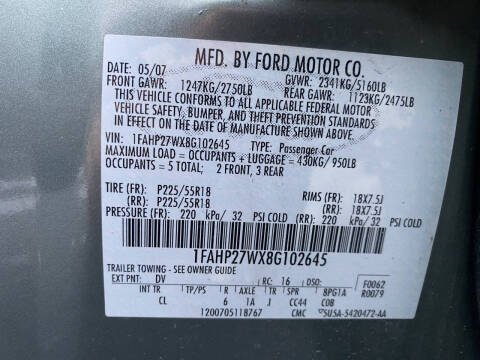 MFD. BY FORD MOTOR CO.
DATE: 05/07 GVWR: 2341KG/5160LB
FRONT GAWR: 1247KG/2750LB REAR GAWR: 1123KG/2475LB
THIS VEHICLE CONFORMS TO ALL APPLICABLE FEDERAL MOTOR
VEHICLE SAFETY, BUMPER, AND THEFT PREVENTION STANDARDS
IN EFFECT ON THE DATE OF MANUFACTURE SHOWN ABOVE.
VIN: 1FAHP27WX8G102645 TYPE: Passenger Car
MAXIMUM LOAD = OCCUPANTS + LUGGAGE = 430KG/950LB
OCCUPANTS = 5 TOTAL: 2 FRONT, 3 REAR
TIRE (FR): P225/55R18 RIMS (FR): 18X7.5J
(RR): P225/55R18 (RR): 18X7.5J
PRESSURE (FR): 220 kPa/ 32 PSI COLD (RR): 220 kPa/ 32 PSI COLD
1FAHP27WX8G102645
TRAILER TOWING - SEE OWNER GUIDE
EXT PNT: DV RC: 16 DSO: F0062
INT TR TP/PS R AXLE TR SPR 8PG1A R0079
CL 6 1A J CC44 COB
1200705118767 CMC 5U5A-5420472-AA